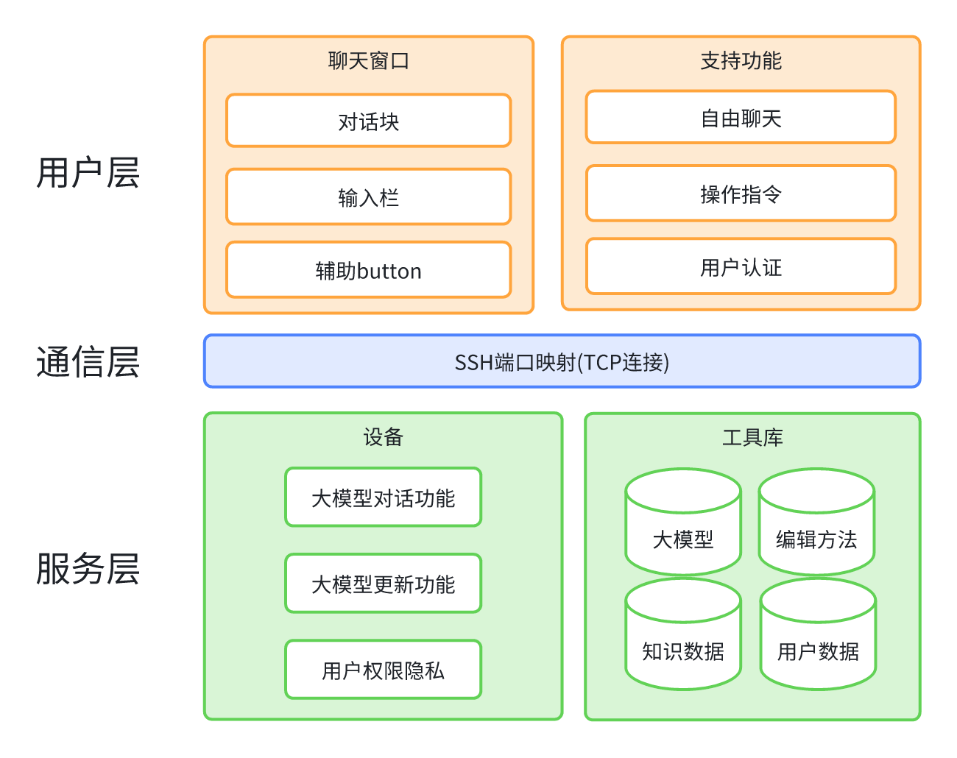 用户层
聊天窗口
对话块
输入栏
辅助button
支持功能
自由聊天
操作指令
用户认证
通信层
SSH端口映射(TCP连接)
服务层
设备
大模型对话功能
大模型更新功能
用户权限隐私
工具库
大模型
编辑方法
知识数据
用户数据